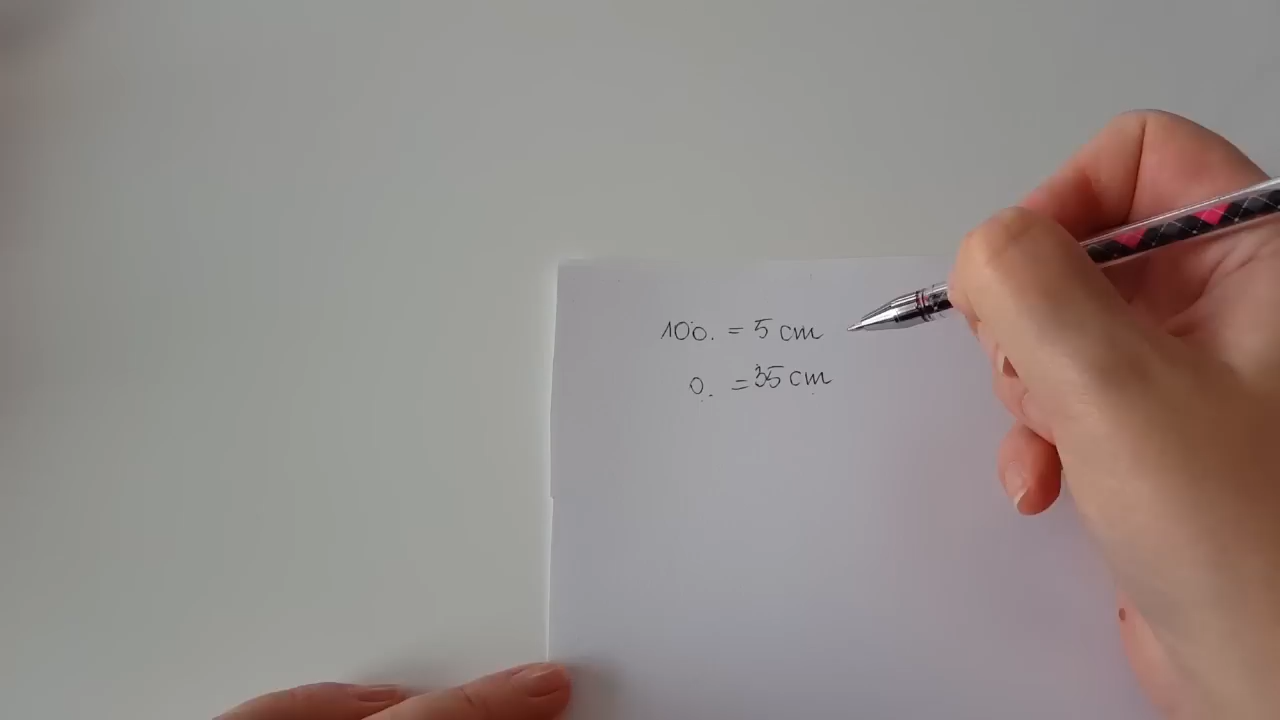 100. = 5 cm
0. = 35 cm